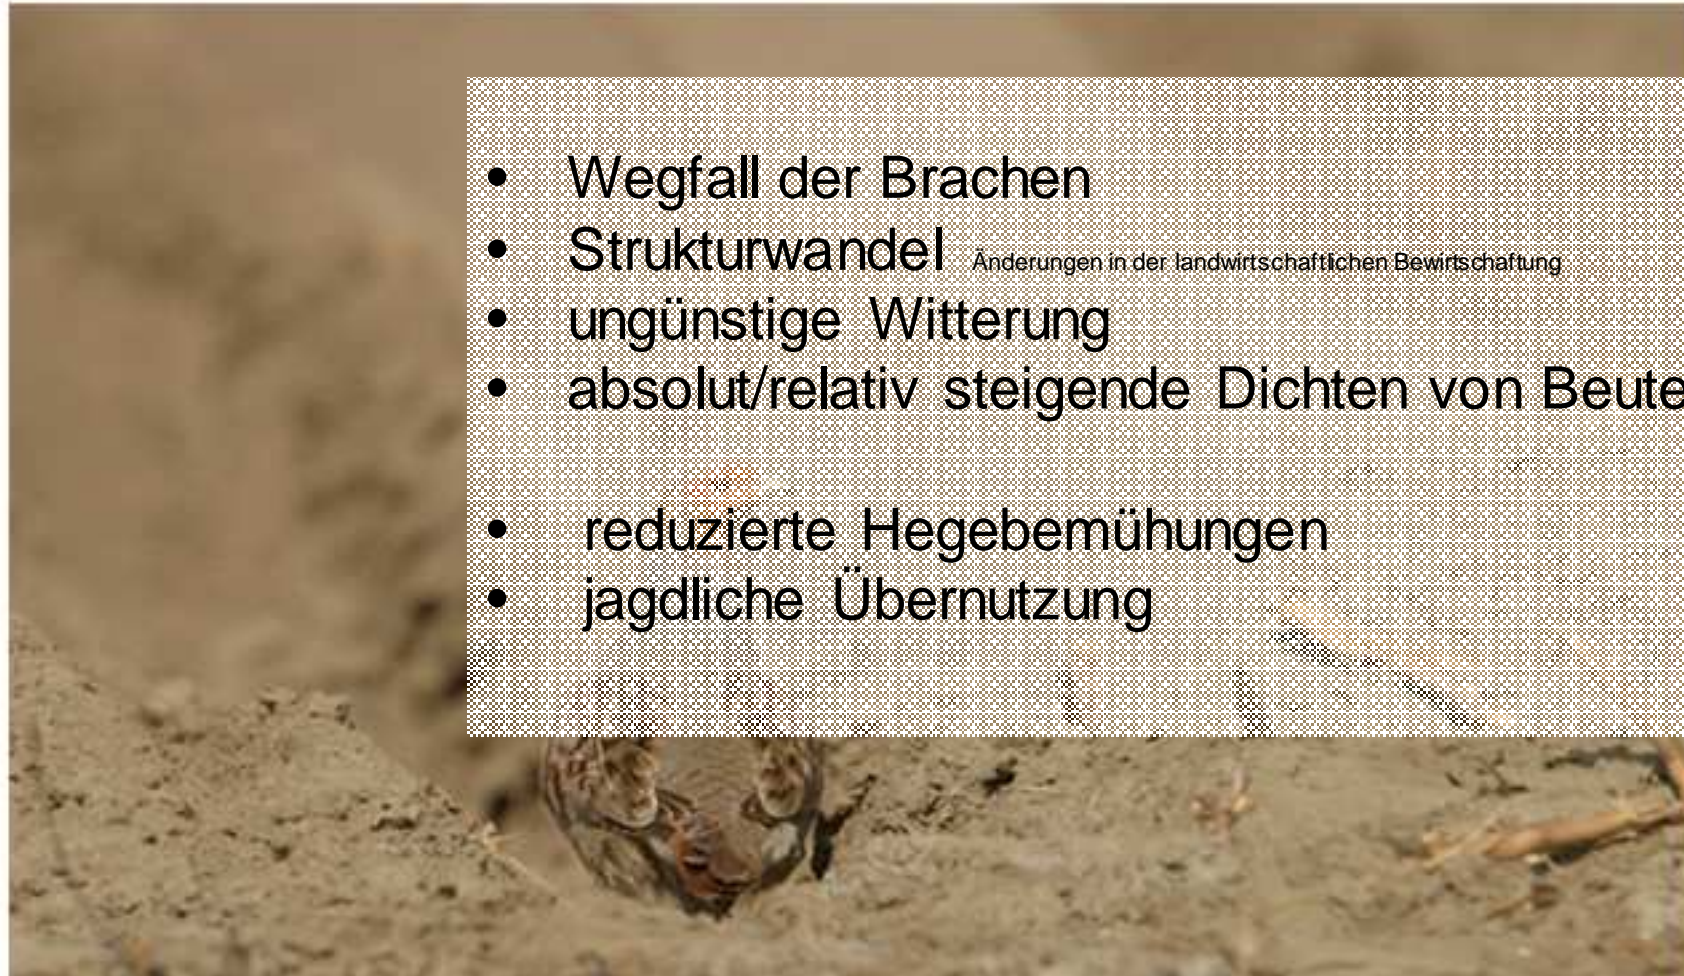 • Wegfall der Brachen
• Strukturwandel Änderungen in der landwirtschaftlichen Bewirtschaftung
• ungünstige Witterung
• absolut/relativ steigende Dichten von Beute
• reduzierte Hegebemühungen
• jagdliche Übernutzung